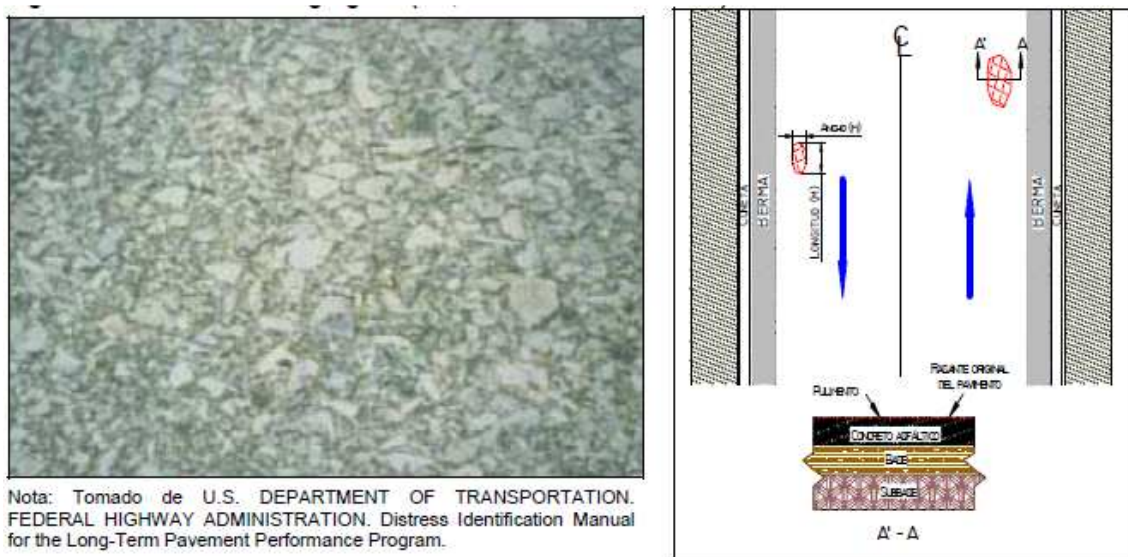 Nota: Tomado de U.S. DEPARTMENT OF TRANSPORTATION.
FEDERAL HIGHWAY ADMINISTRATION. Distress Identification Manual
for the Long-Term Pavement Performance Program.
A' A
ANCHO (M)
LONGITUD (M)
CUNETA
BERMA
BERMA
CUNETA
PULIMENTO
RASANTE ORIGINAL
DEL PAVIMENTO
CONCRETO ASFÁLTICO
BASE
SUBBASE
A' - A